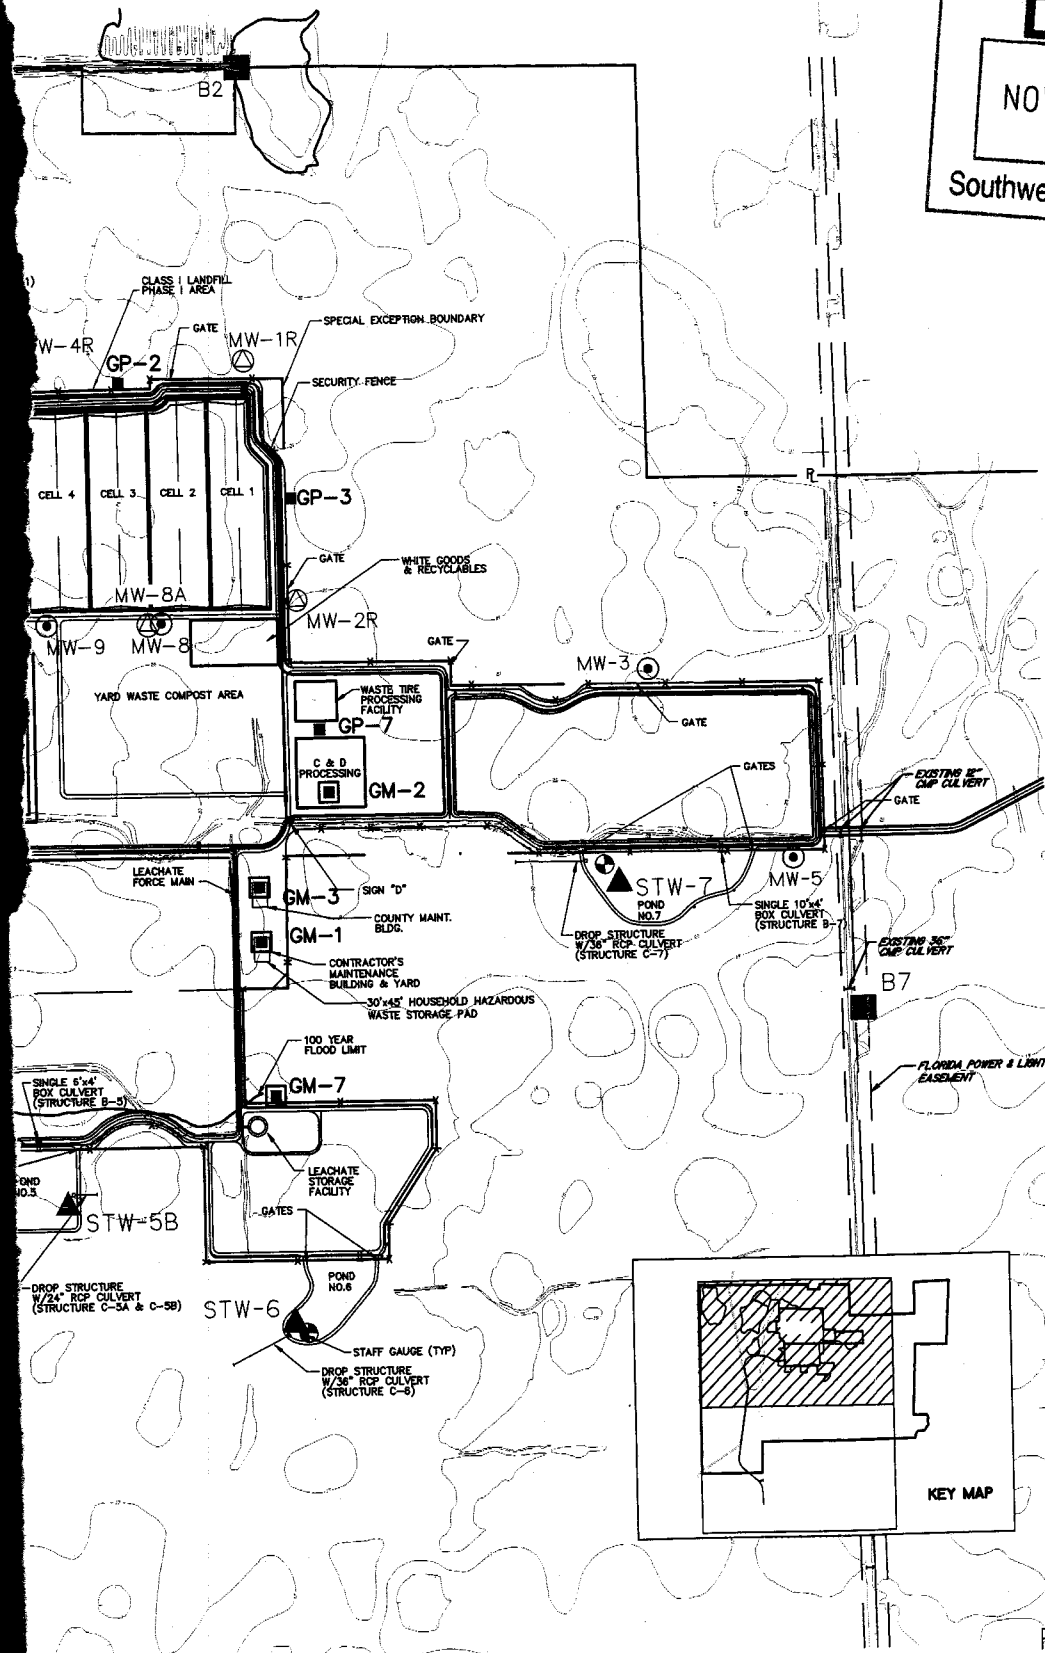 B2
NO
Southwe
CLASS I LANDFILL
PHASE I AREA
GATE
MW-1R
SPECIAL EXCEPTION BOUNDARY
W-4R
GP-2
SECURITY FENCE
CELL 4
CELL 3
CELL 2
CELL 1
GP-3
GATE
WHITE GOODS
& RECYCLABLES
MW-8A
MW-2R
MW-9
MW-8
GATE
MW-3
YARD WASTE COMPOST AREA
WASTE TIRE
PROCESSING
FACILITY
GP-7
GATE
C & D
PROCESSING
GM-2
GATES
EXISTING 12"
CMP CULVERT
GATE
LEACHATE
FORCE MAIN
GM-3
SIGN "D"
COUNTY MAINT.
BLDG.
STW-7
POND
NO.7
MW-5
SINGLE 10'x4'
BOX CULVERT
(STRUCTURE B-7)
DROP STRUCTURE
W/36" RCP CULVERT
(STRUCTURE C-7)
GM-1
CONTRACTOR'S
MAINTENANCE
BUILDING & YARD
30'x45' HOUSEHOLD HAZARDOUS
WASTE STORAGE PAD
EXISTING 36"
CMP CULVERT
B7
100 YEAR
FLOOD LIMIT
FLORIDA POWER & LIGHT
EASEMENT
GM-7
SINGLE 6'x4'
BOX CULVERT
(STRUCTURE B-5)
LEACHATE
STORAGE
FACILITY
OND
NO.5
STW-5B
GATES
DROP STRUCTURE
W/24" RCP CULVERT
(STRUCTURE C-5A & C-5B)
POND
NO.6
STW-6
STAFF GAUGE (TYP)
DROP STRUCTURE
W/36" RCP CULVERT
(STRUCTURE C-6)
KEY MAP